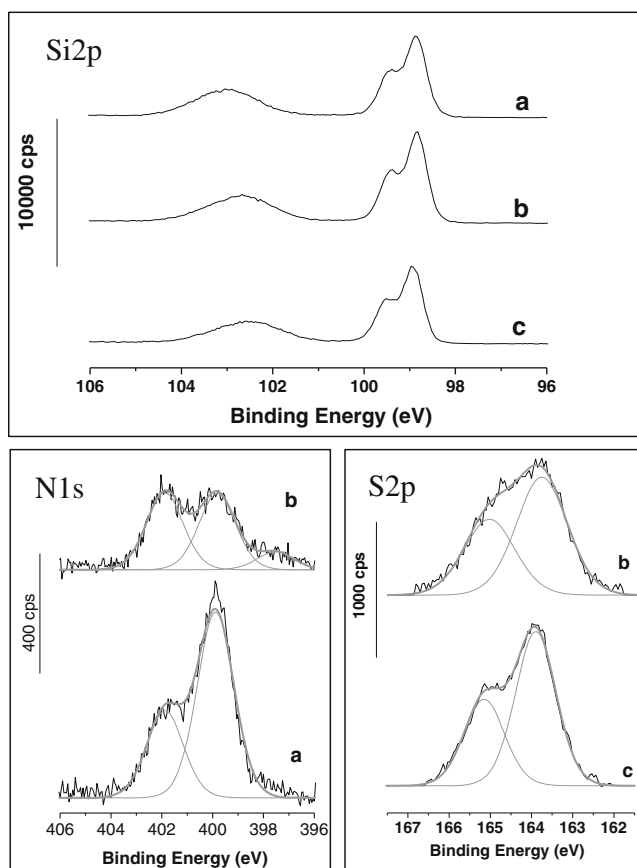 Si2p
10000 cps
a
b
c
106 104 102 100 98 96
Binding Energy (eV)
N1s
b
400 cps
a
406 404 402 400 398 396
Binding Energy (eV)
S2p
b
1000 cps
c
167 166 165 164 163 162
Binding Energy (eV)